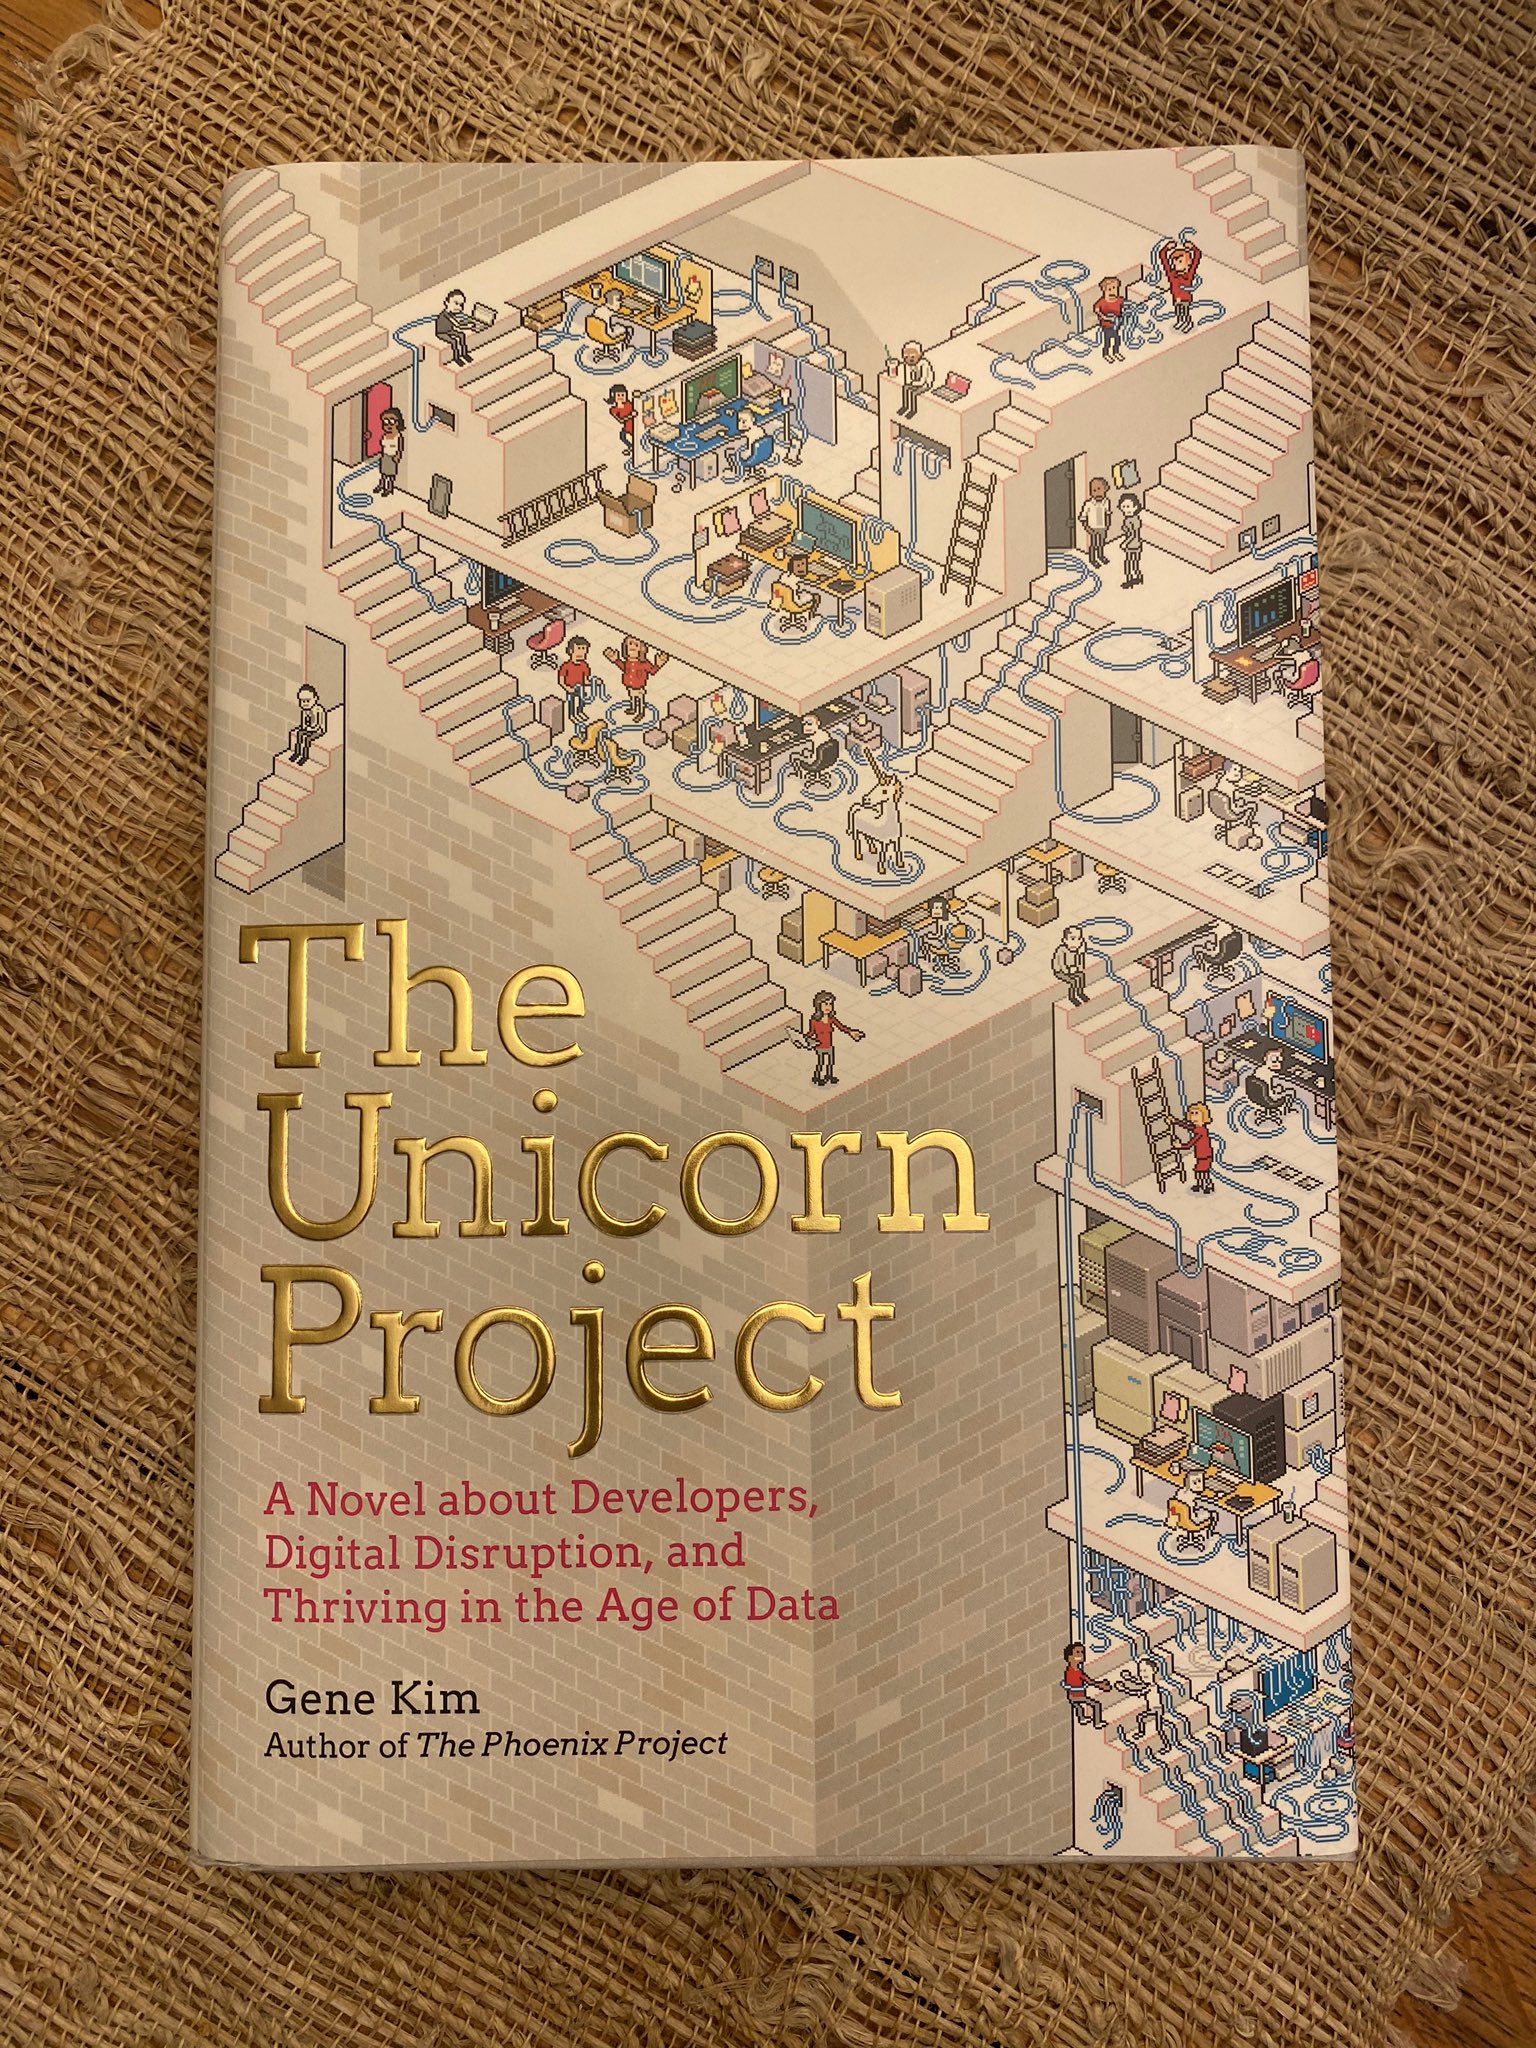 The
Unicorn
Project
A Novel about Developers,
Digital Disruption, and
Thriving in the Age of Data
Gene Kim
Author of The Phoenix Project